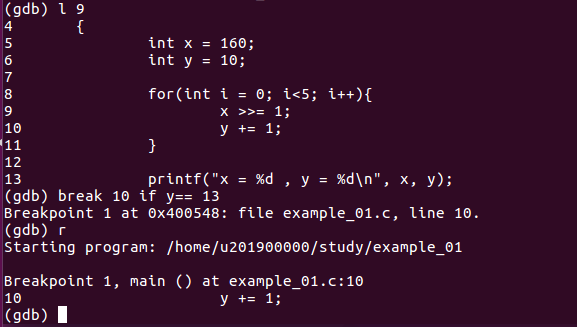 (gdb) l 9
4	{
5		int x = 160;
6		int y = 10;
7
8		for(int i = 0; i<5; i++){
9			x >>= 1;
10			y += 1;
11		}
12
13		printf("x = %d , y = %d\n", x, y);
(gdb) break 10 if y== 13
Breakpoint 1 at 0x400548: file example_01.c, line 10.
(gdb) r
Starting program: /home/u201900000/study/example_01

Breakpoint 1, main () at example_01.c:10
10			y += 1;
(gdb)